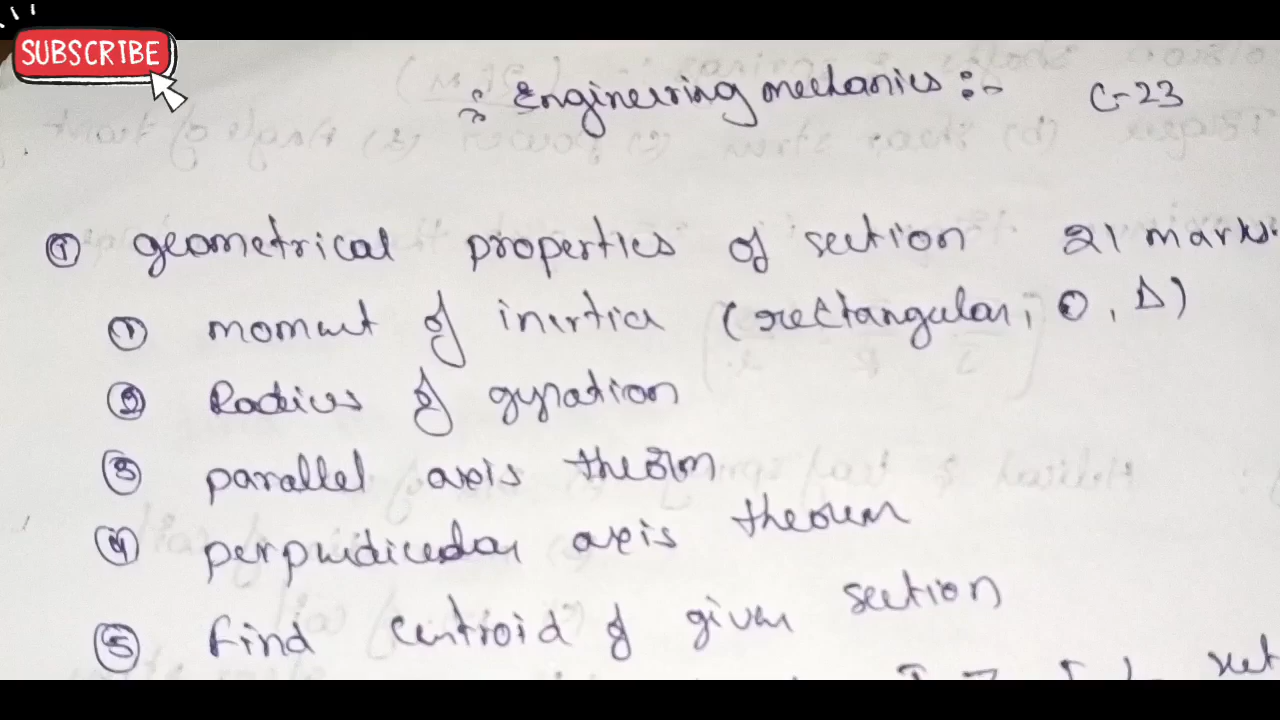 SUBSCRIBE
Engineering mechanics :- C-23
① geometrical properties of section 21 marks.
① moment of inertia (rectangular, O, Δ)
② Radius of gyration
③ parallel axis theorm
④ perpendicular axis theorem
⑤ Find centroid of given section